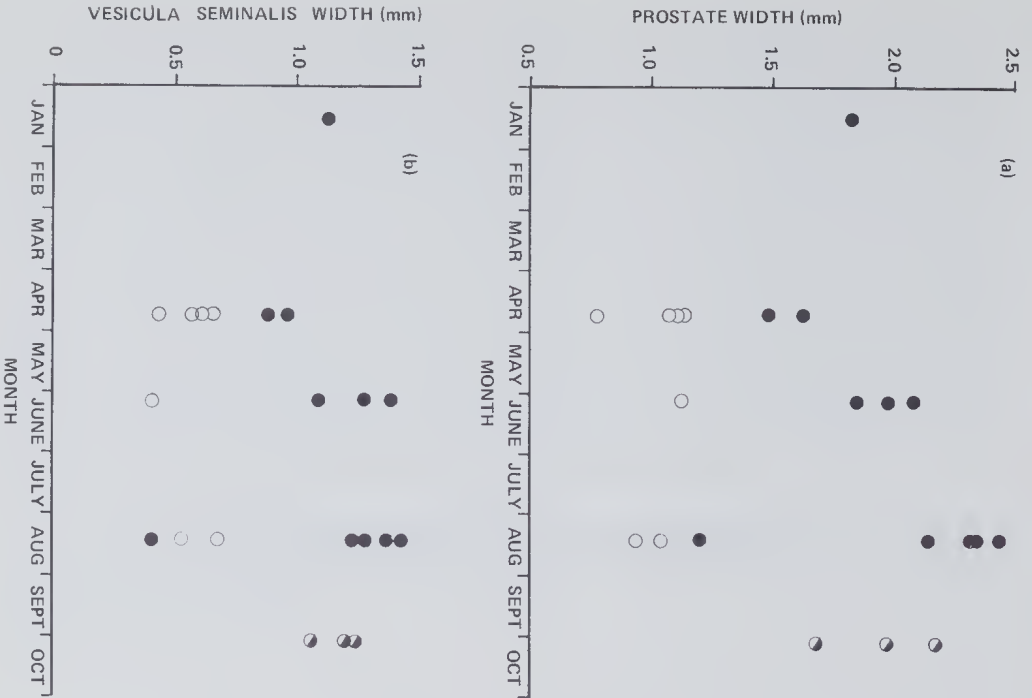 (a)
PROSTATE WIDTH (mm)
2.5
2.0
1.5
1.0
0.5
JAN FEB MAR APR MAY JUNE JULY AUG SEPT OCT
MONTH
(b)
VESICULA SEMINALIS WIDTH (mm)
1.5
1.0
0.5
0
JAN FEB MAR APR MAY JUNE JULY AUG SEPT OCT
MONTH